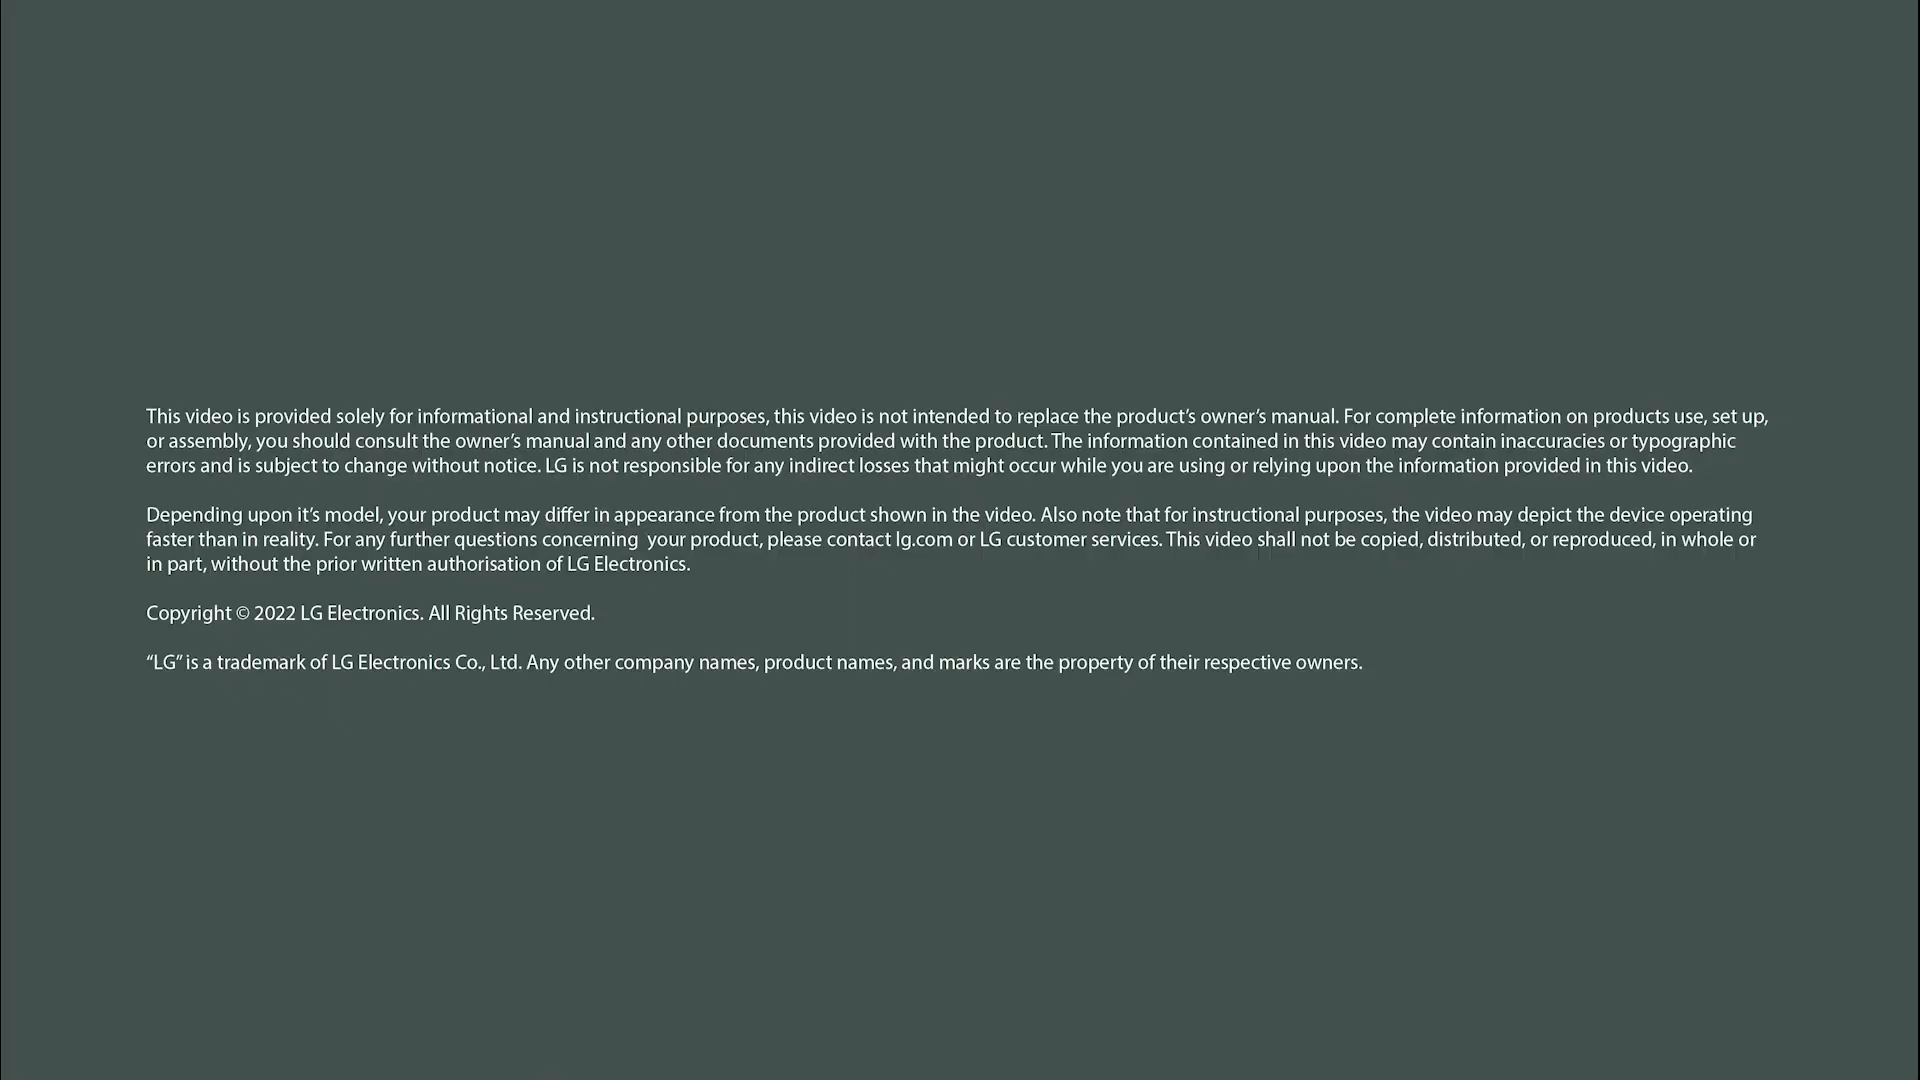 This video is provided solely for informational and instructional purposes, this video is not intended to replace the product’s owner’s manual. For complete information on products use, set up,
or assembly, you should consult the owner’s manual and any other documents provided with the product. The information contained in this video may contain inaccuracies or typographic
errors and is subject to change without notice. LG is not responsible for any indirect losses that might occur while you are using or relying upon the information provided in this video.
Depending upon it’s model, your product may differ in appearance from the product shown in the video. Also note that for instructional purposes, the video may depict the device operating
faster than in reality. For any further questions concerning  your product, please contact lg.com or LG customer services. This video shall not be copied, distributed, or reproduced, in whole or
in part, without the prior written authorisation of LG Electronics.
Copyright © 2022 LG Electronics. All Rights Reserved.
“LG” is a trademark of LG Electronics Co., Ltd. Any other company names, product names, and marks are the property of their respective owners.